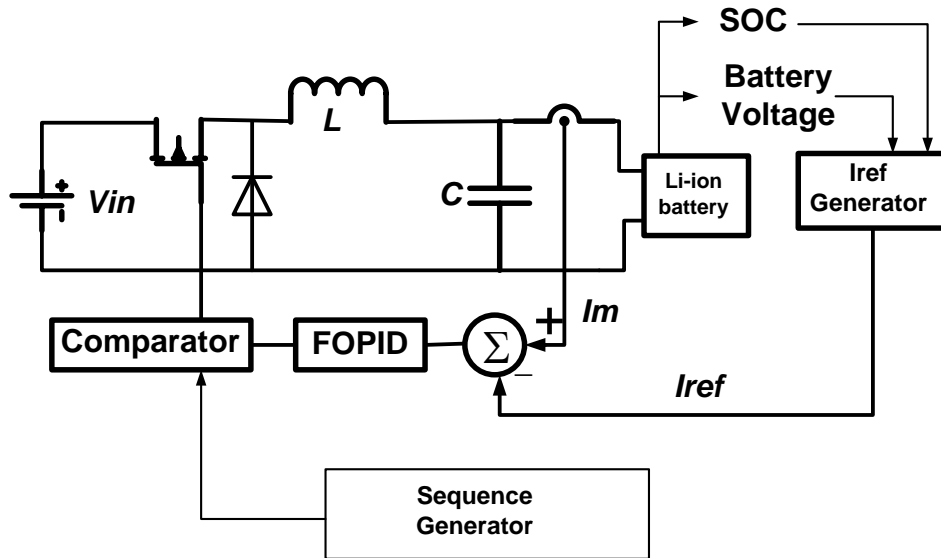 SOC
Battery
Voltage
L
Vin
C
Li-ion
battery
Iref
Generator
Im
+
Comparator
FOPID
Σ
−
Iref
Sequence
Generator